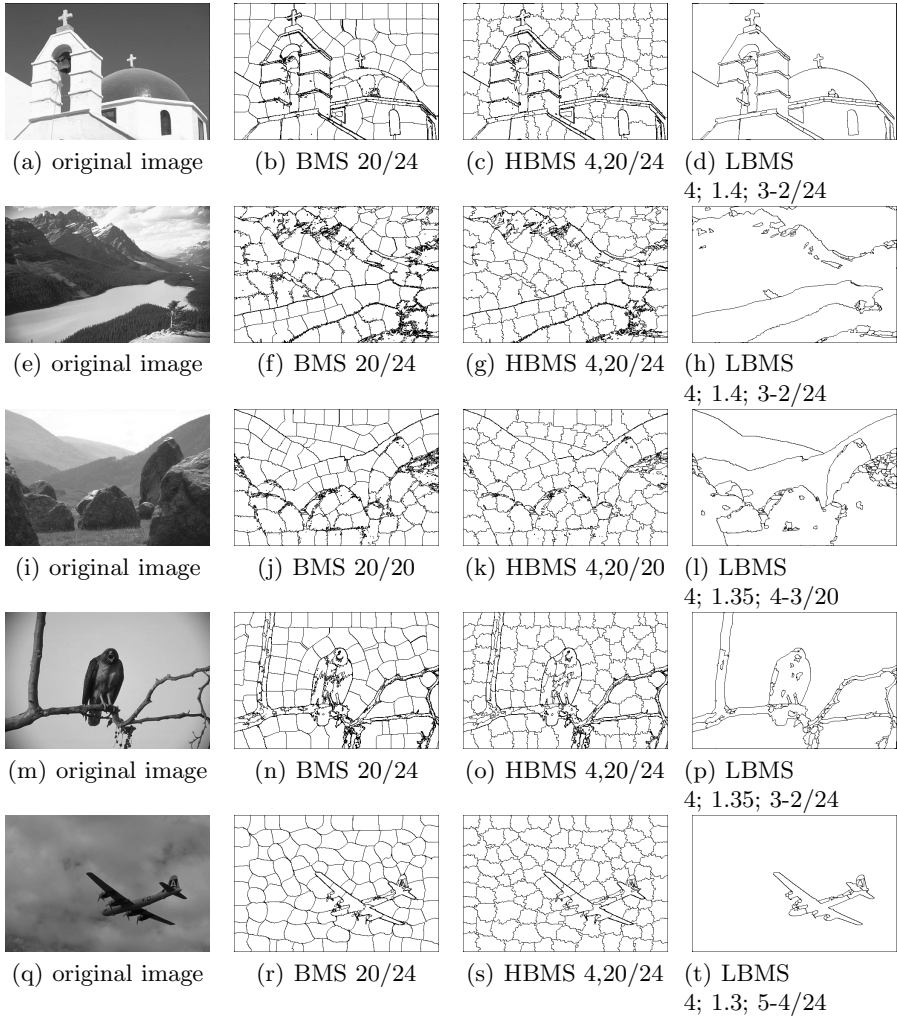 (a) original image
(b) BMS 20/24
(c) HBMS 4,20/24
(d) LBMS
4; 1.4; 3-2/24
(e) original image
(f) BMS 20/24
(g) HBMS 4,20/24
(h) LBMS
4; 1.4; 3-2/24
(i) original image
(j) BMS 20/20
(k) HBMS 4,20/20
(l) LBMS
4; 1.35; 4-3/20
(m) original image
(n) BMS 20/24
(o) HBMS 4,20/24
(p) LBMS
4; 1.35; 3-2/24
(q) original image
(r) BMS 20/24
(s) HBMS 4,20/24
(t) LBMS
4; 1.3; 5-4/24